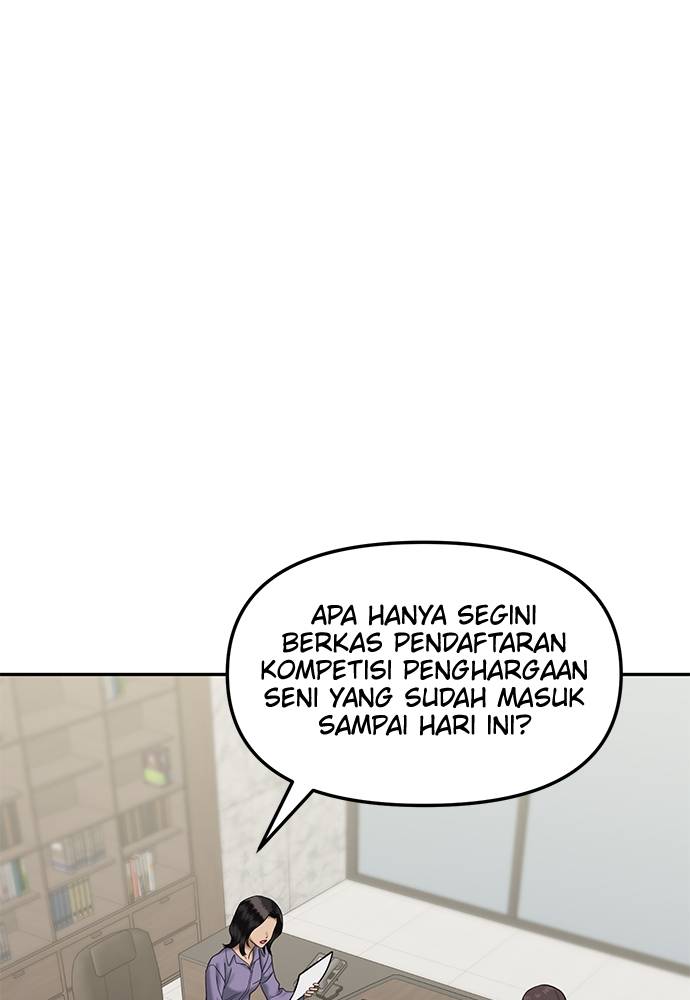 APA HANYA SEGINI
BERKAS PENDAFTARAN
KOMPETISI PENGHARGAAN
SENI YANG SUDAH MASUK
SAMPAI HARI INI?